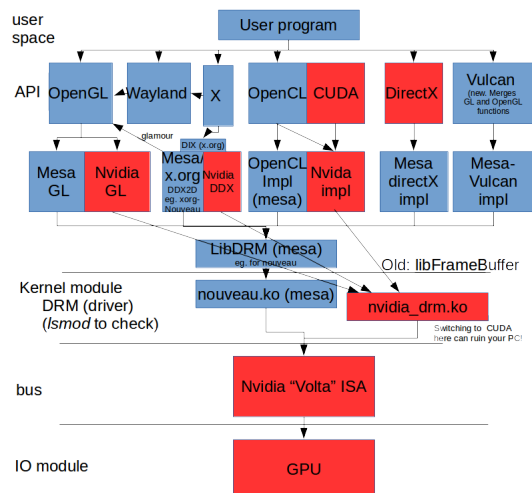 user
space
User program
API
OpenGL
Wayland
X
OpenCL
CUDA
DirectX
Vulcan
(new. Merges
GL and OpenGL
functions
glamour
DIX (x.org)
Mesa
GL
Nvidia
GL
Mesa/
x.org
DDX2D
eg. xorg-
Nouveau
Nvidia
DDX
OpenCL
Impl
(mesa)
Nvida
impl
Mesa
directX
impl
Mesa-
Vulcan
impl
LibDRM (mesa)
eg. for nouveau
Old: libFrameBuffer
Kernel module
DRM (driver)
(lsmod to check)
nouveau.ko (mesa)
nvidia_drm.ko
Switching to CUDA
here can ruin your PC!
bus
Nvidia “Volta” ISA
IO module
GPU